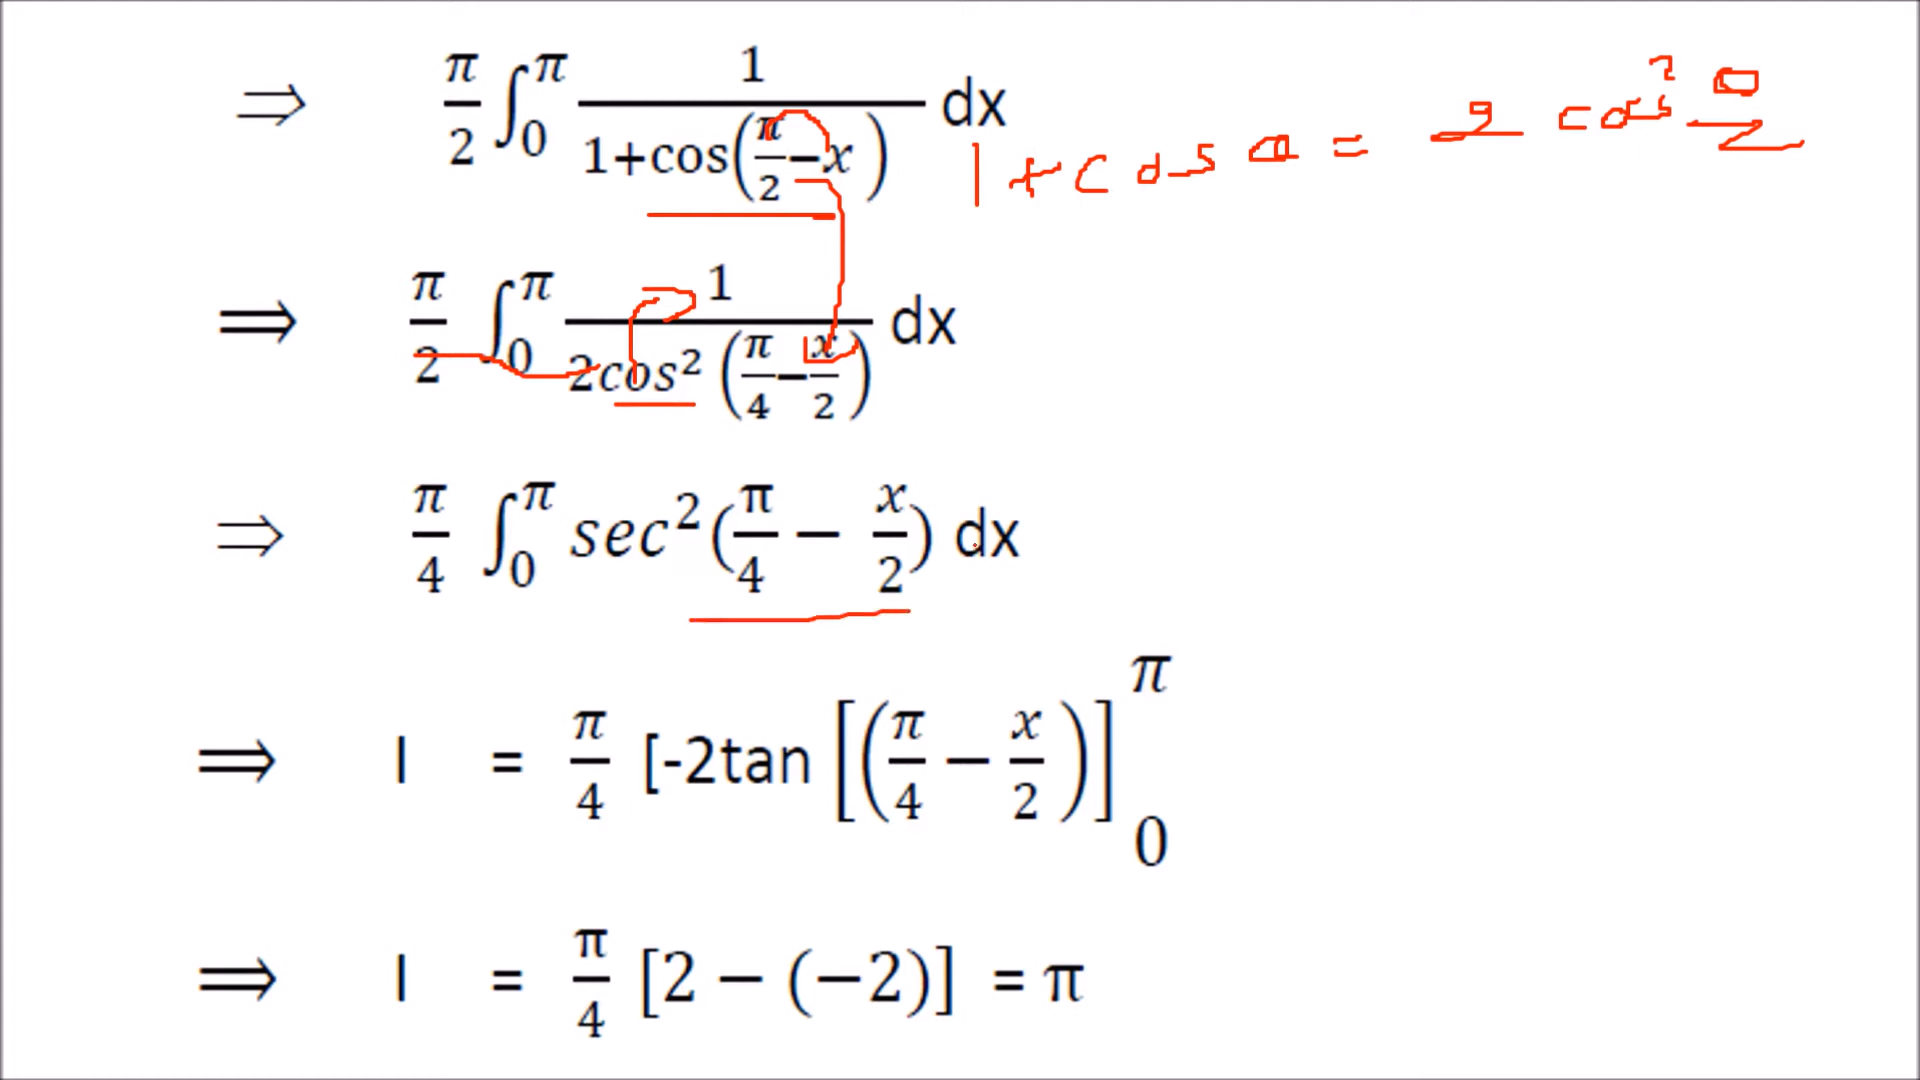 ⇒ π/2 ∫₀^π 1/(1+cos(π/2−x)) dx
1+cosθ = 2 cos² θ/2
⇒ π/2 ∫₀^π 1/(2cos²(π/4−x/2)) dx
⇒ π/4 ∫₀^π sec²(π/4 − x/2) dx
⇒ I = π/4 [-2tan [(π/4 − x/2)]]₀^π
⇒ I = π/4 [2 − (−2)] = π